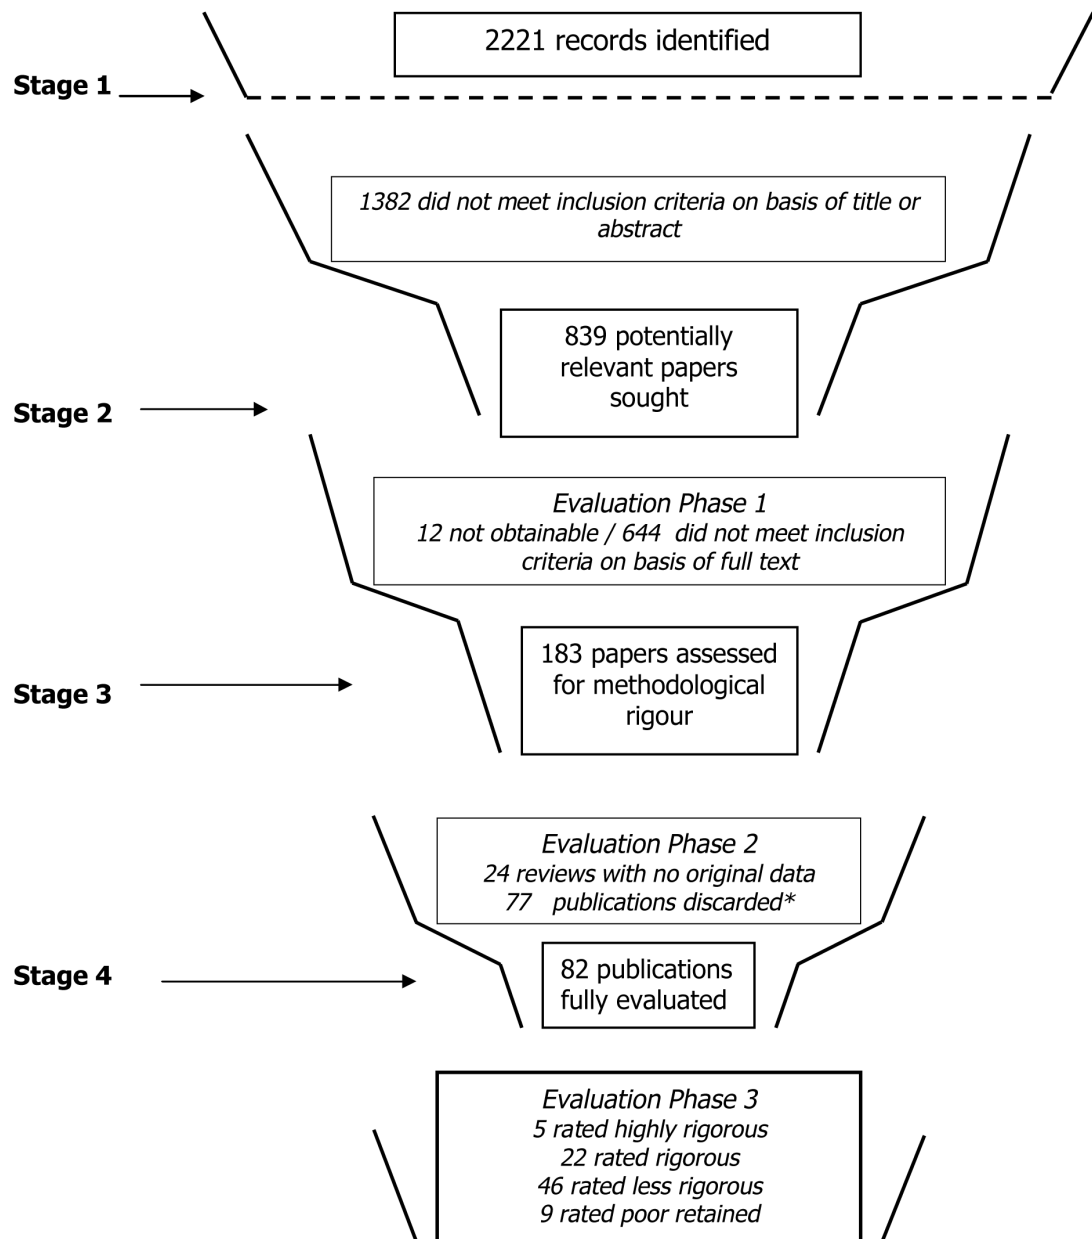 2221 records identified
Stage 1
1382 did not meet inclusion criteria on basis of title or
abstract
839 potentially
relevant papers
sought
Stage 2
Evaluation Phase 1
12 not obtainable / 644 did not meet inclusion
criteria on basis of full text
183 papers assessed
for methodological
rigour
Stage 3
Evaluation Phase 2
24 reviews with no original data
77 publications discarded*
82 publications
fully evaluated
Stage 4
Evaluation Phase 3
5 rated highly rigorous
22 rated rigorous
46 rated less rigorous
9 rated poor retained